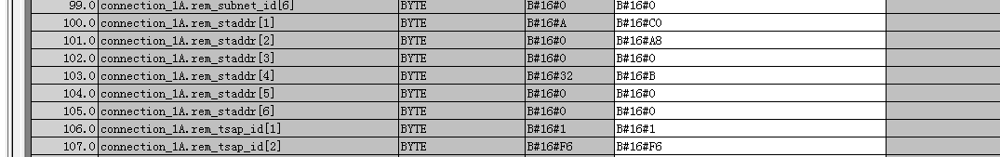 99.0 connection_1A.rem_subnet_id[6] BYTE B#16#0 B#16#0
100.0 connection_1A.rem_staddr[1] BYTE B#16#A B#16#C0
101.0 connection_1A.rem_staddr[2] BYTE B#16#0 B#16#A8
102.0 connection_1A.rem_staddr[3] BYTE B#16#0 B#16#0
103.0 connection_1A.rem_staddr[4] BYTE B#16#32 B#16#B
104.0 connection_1A.rem_staddr[5] BYTE B#16#0 B#16#0
105.0 connection_1A.rem_staddr[6] BYTE B#16#0 B#16#0
106.0 connection_1A.rem_tsap_id[1] BYTE B#16#1 B#16#1
107.0 connection_1A.rem_tsap_id[2] BYTE B#16#F6 B#16#F6